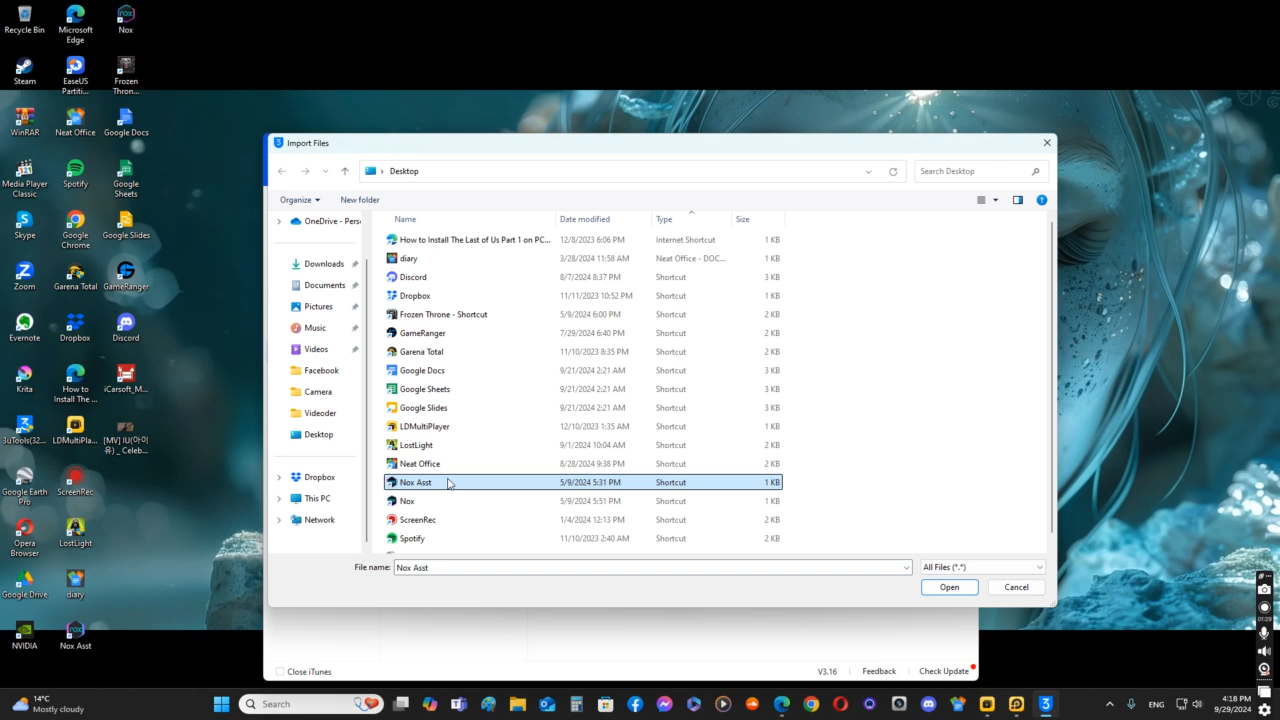 Recycle Bin
Microsoft Edge
Nox
Steam
EaseUS Partiti...
Frozen Thron...
WinRAR
Neat Office
Google Docs
Media Player Classic
Spotify
Google Sheets
Skype
Google Chrome
Google Slides
Zoom
Garena Total
GameRanger
Evernote
Dropbox
Discord
Krita
How to Install The ...
iCarsoft_M...
3uTools(32...
LDMultiPla...
[MV] IU(아이유) _ Celeb...
Google Earth Pro
ScreenRec
Opera Browser
LostLight
Google Drive
diary
NVIDIA
Nox Asst
Import Files
Desktop
Search Desktop
Organize
New folder
OneDrive - Pers
Downloads
Documents
Pictures
Music
Videos
Facebook
Camera
Videoder
Desktop
Dropbox
This PC
Network
Name Date modified Type Size
How to Install The Last of Us Part 1 on PC... 12/8/2023 6:06 PM Internet Shortcut 1 KB
diary 3/28/2024 11:58 AM Neat Office - DOC... 1 KB
Discord 8/7/2024 8:37 PM Shortcut 3 KB
Dropbox 11/11/2023 10:52 PM Shortcut 1 KB
Frozen Throne - Shortcut 5/9/2024 6:00 PM Shortcut 2 KB
GameRanger 7/29/2024 6:40 PM Shortcut 2 KB
Garena Total 11/10/2023 8:35 PM Shortcut 2 KB
Google Docs 9/21/2024 2:21 AM Shortcut 3 KB
Google Sheets 9/21/2024 2:21 AM Shortcut 3 KB
Google Slides 9/21/2024 2:21 AM Shortcut 3 KB
LDMultiPlayer 12/10/2023 1:35 AM Shortcut 1 KB
LostLight 9/1/2024 10:04 AM Shortcut 2 KB
Neat Office 8/28/2024 9:38 PM Shortcut 2 KB
Nox Asst 5/9/2024 5:31 PM Shortcut 1 KB
Nox 5/9/2024 5:51 PM Shortcut 1 KB
ScreenRec 1/4/2024 12:13 PM Shortcut 2 KB
Spotify 11/10/2023 2:40 AM Shortcut 2 KB
File name: Nox Asst
All Files (*.*)
Open
Cancel
Close iTunes
V3.16
Feedback
Check Update
01:29
14°C
Mostly cloudy
Search
ENG
4:18 PM
9/29/2024